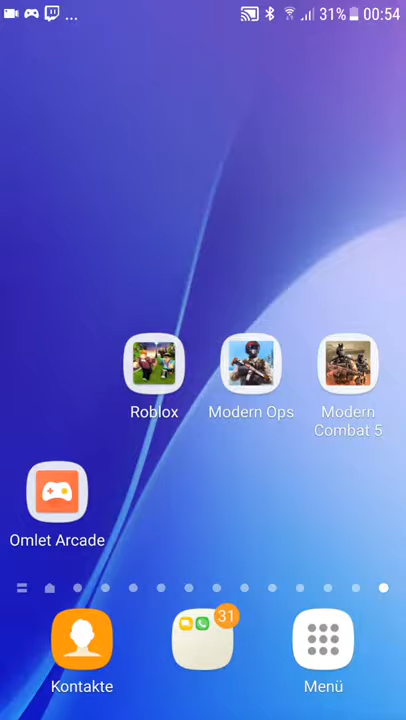 ... 31% 00:54
Roblox
Modern Ops
Modern
Combat 5
Omlet Arcade
31
Kontakte
Menü